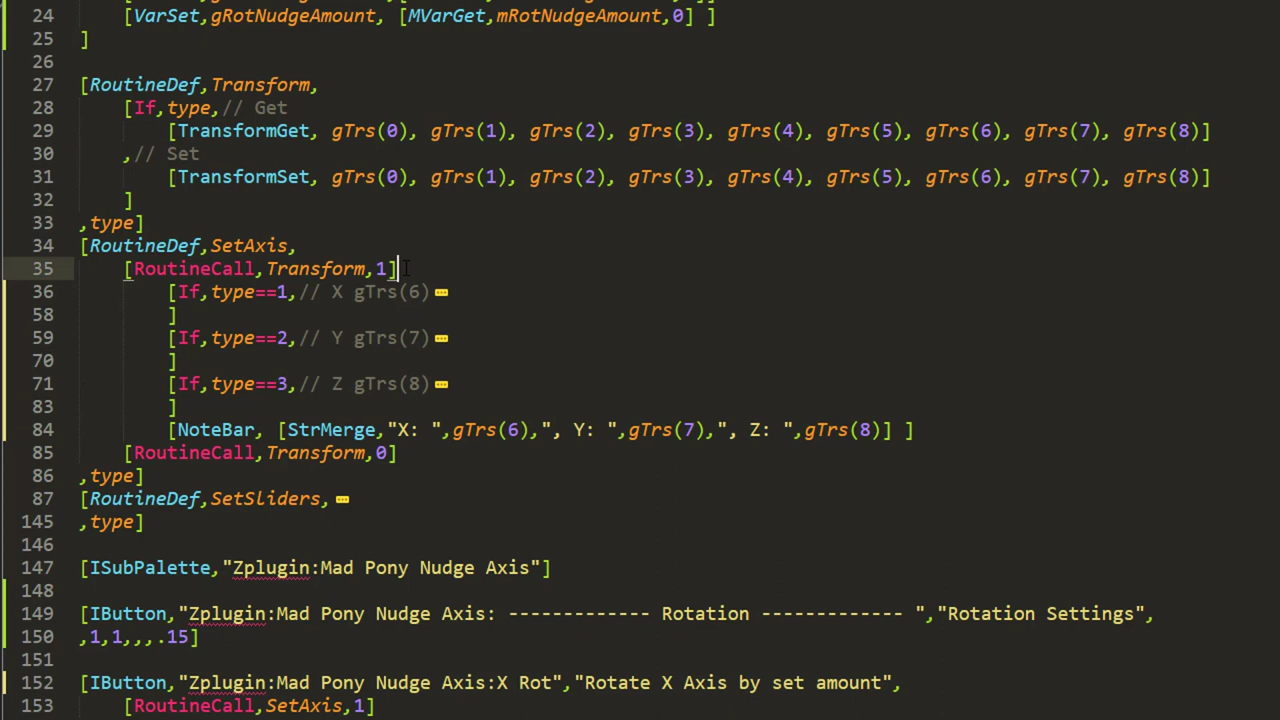 24 [VarSet,gRotNudgeAmount, [MVarGet,mRotNudgeAmount,0] ]
25 ]
26
27 [RoutineDef,Transform,
28 [If,type,// Get
29 [TransformGet, gTrs(0), gTrs(1), gTrs(2), gTrs(3), gTrs(4), gTrs(5), gTrs(6), gTrs(7), gTrs(8)]
30 ,// Set
31 [TransformSet, gTrs(0), gTrs(1), gTrs(2), gTrs(3), gTrs(4), gTrs(5), gTrs(6), gTrs(7), gTrs(8)]
32 ]
33 ,type]
34 [RoutineDef,SetAxis,
35 [RoutineCall,Transform,1]
36 [If,type==1,// X gTrs(6)
58 ]
59 [If,type==2,// Y gTrs(7)
70 ]
71 [If,type==3,// Z gTrs(8)
83 ]
84 [NoteBar, [StrMerge,"X: ",gTrs(6),", Y: ",gTrs(7),", Z: ",gTrs(8)] ]
85 [RoutineCall,Transform,0]
86 ,type]
87 [RoutineDef,SetSliders,
145 ,type]
146
147 [ISubPalette,"Zplugin:Mad Pony Nudge Axis"]
148
149 [IButton,"Zplugin:Mad Pony Nudge Axis: ------------- Rotation ------------- ","Rotation Settings",
150 ,1,1,,,.15]
151
152 [IButton,"Zplugin:Mad Pony Nudge Axis:X Rot","Rotate X Axis by set amount",
153 [RoutineCall,SetAxis,1]